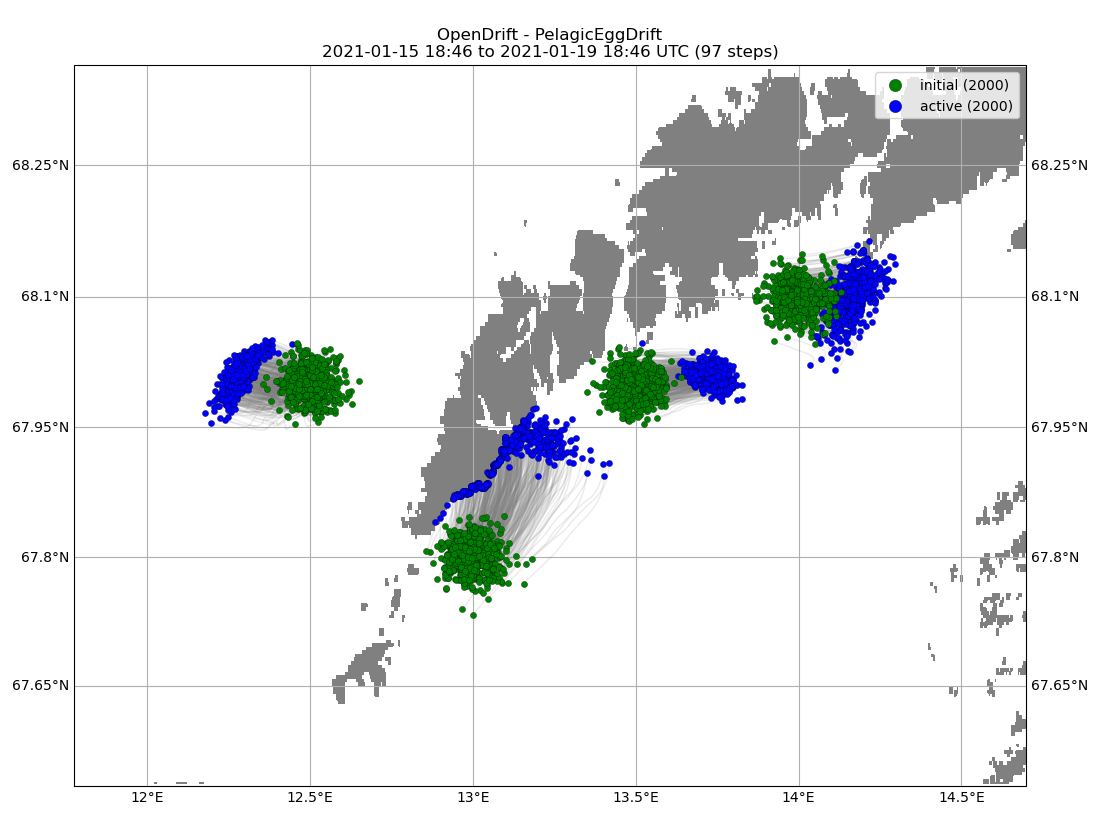 OpenDrift - PelagicEggDrift
2021-01-15 18:46 to 2021-01-19 18:46 UTC (97 steps)
initial (2000)
active (2000)
68.25°N
68.25°N
68.1°N
68.1°N
67.95°N
67.95°N
67.8°N
67.8°N
67.65°N
67.65°N
12°E
12.5°E
13°E
13.5°E
14°E
14.5°E